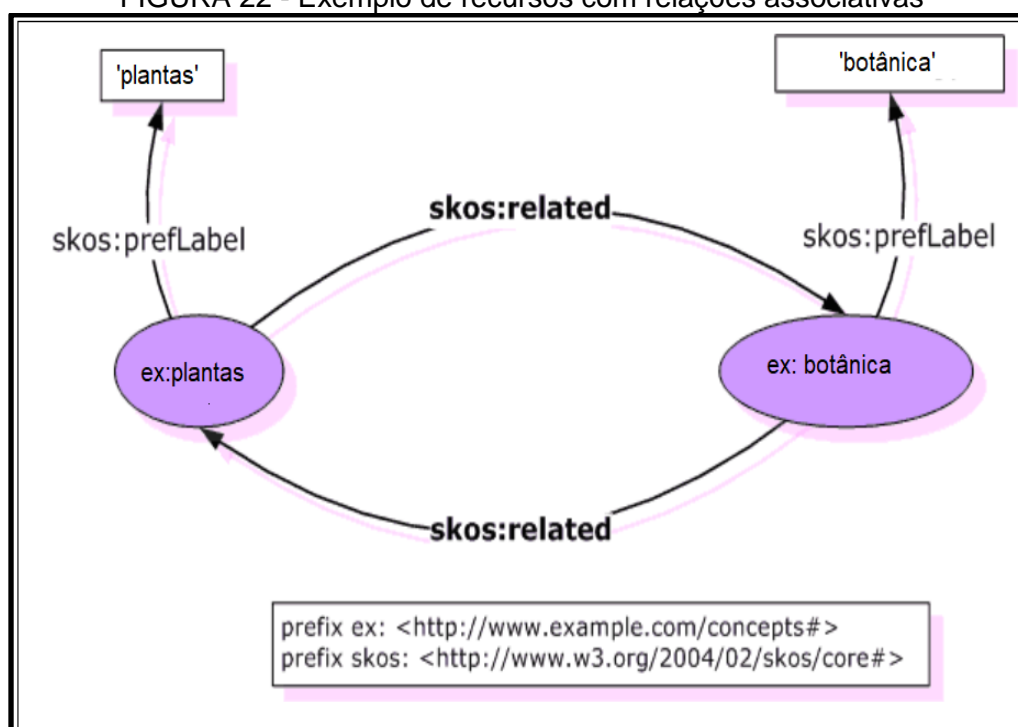 FIGURA 22 - Exemplo de recursos com relações associativas
'plantas'
'botânica'
skos:related
skos:prefLabel
skos:prefLabel
ex:plantas
ex: botânica
skos:related
prefix ex: <http://www.example.com/concepts#>
prefix skos: <http://www.w3.org/2004/02/skos/core#>